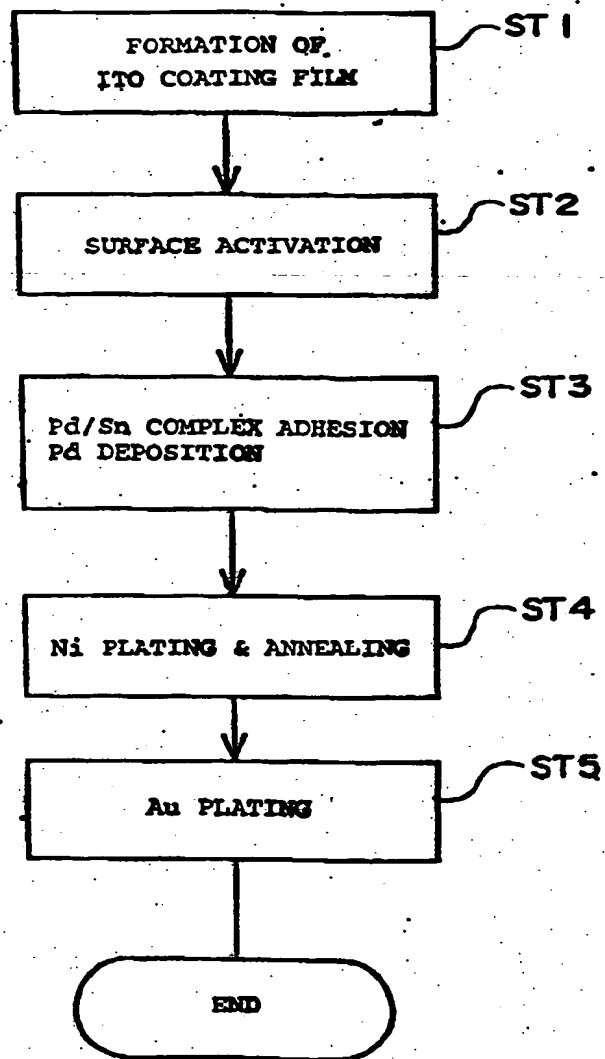 FORMATION OF
ITO COATING FILM
ST1
SURFACE ACTIVATION
ST2
Pd/Sn COMPLEX ADHESION
Pd DEPOSITION
ST3
Ni PLATING & ANNEALING
ST4
Au PLATING
ST5
END